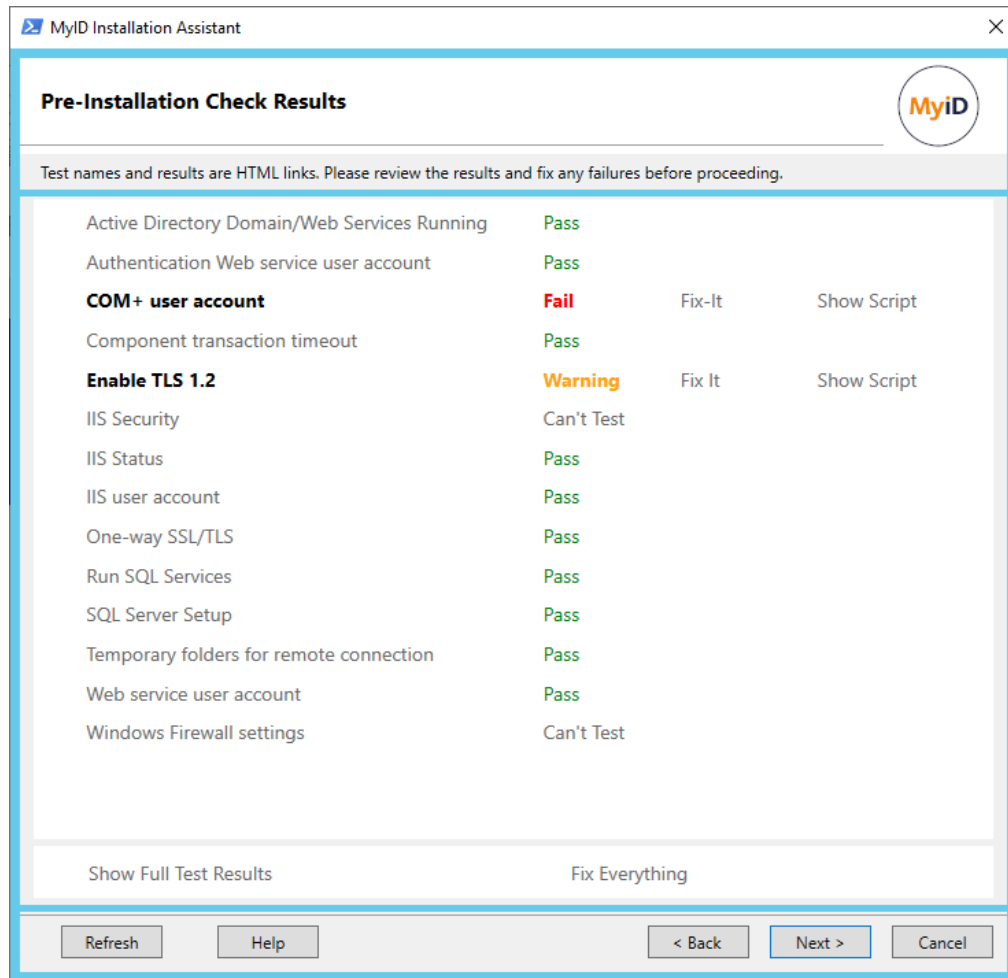 MyID Installation Assistant
Pre-Installation Check Results
MyiD
Test names and results are HTML links. Please review the results and fix any failures before proceeding.
Active Directory Domain/Web Services Running Pass
Authentication Web service user account Pass
COM+ user account Fail Fix-It Show Script
Component transaction timeout Pass
Enable TLS 1.2 Warning Fix It Show Script
IIS Security Can't Test
IIS Status Pass
IIS user account Pass
One-way SSL/TLS Pass
Run SQL Services Pass
SQL Server Setup Pass
Temporary folders for remote connection Pass
Web service user account Pass
Windows Firewall settings Can't Test
Show Full Test Results Fix Everything
Refresh Help < Back Next > Cancel